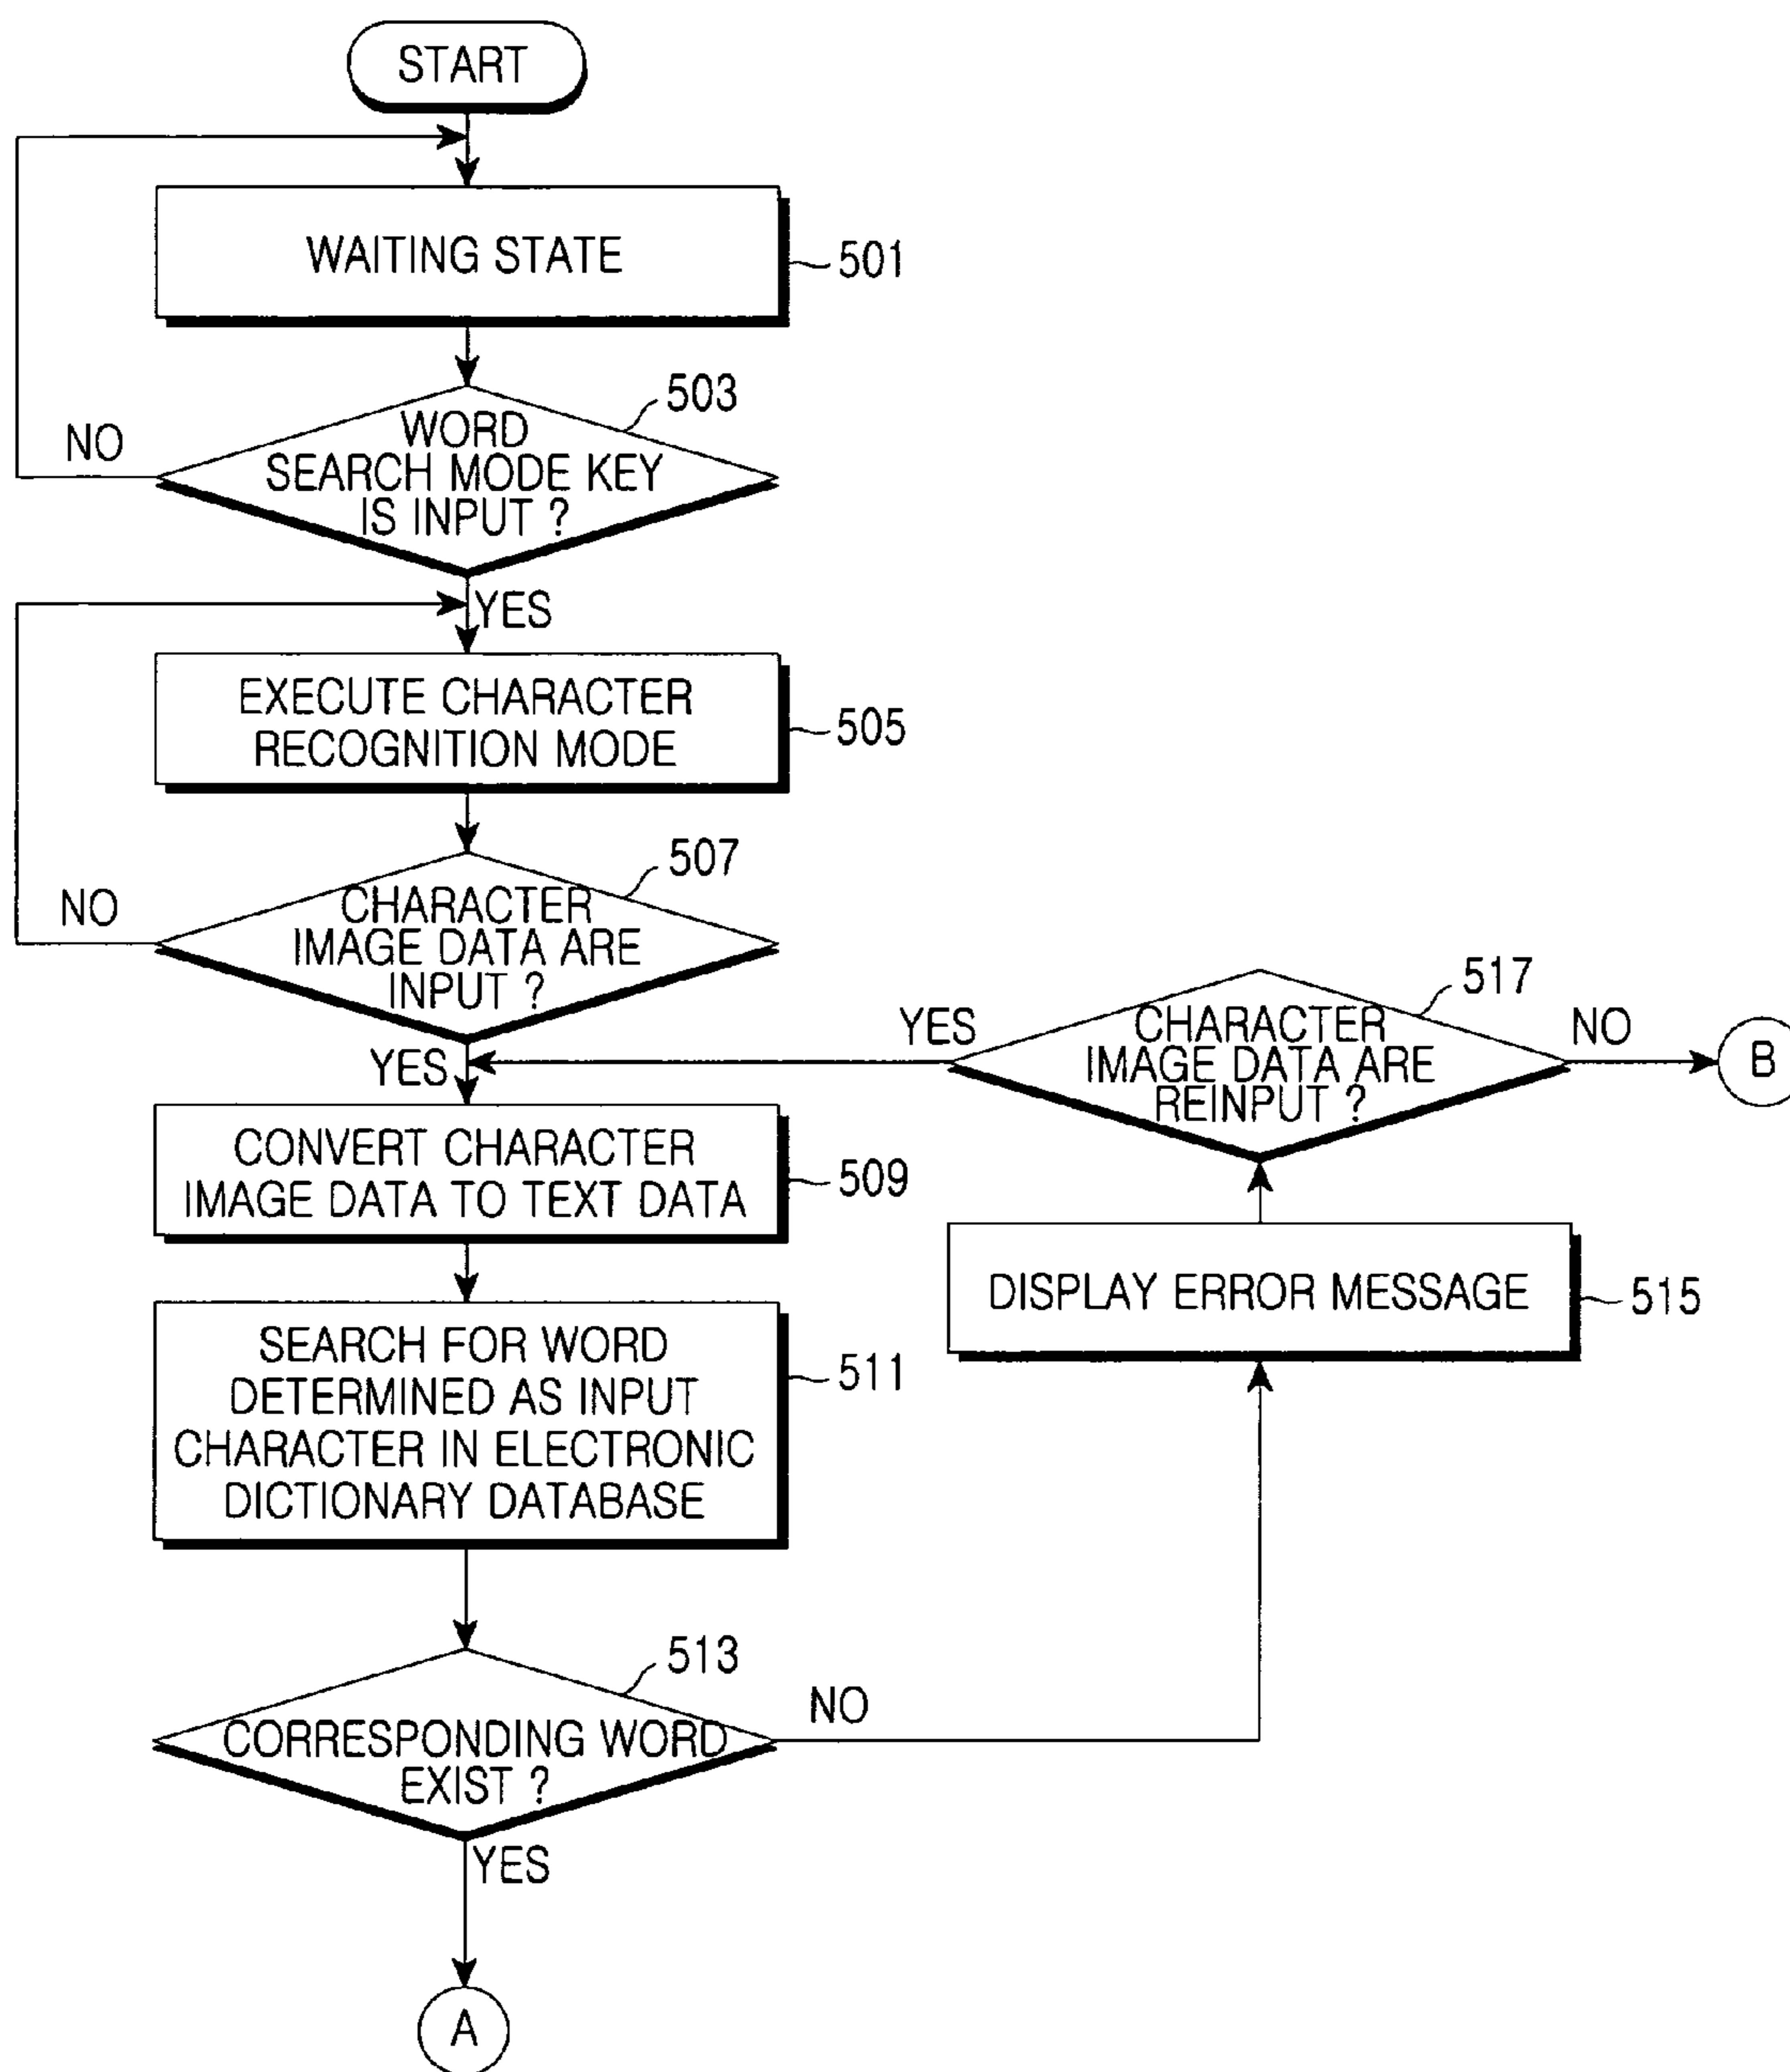 START
WAITING STATE
501
503
WORD
SEARCH MODE KEY
IS INPUT ?
NO
YES
EXECUTE CHARACTER
RECOGNITION MODE
505
507
CHARACTER
IMAGE DATA ARE
INPUT ?
NO
YES
517
CHARACTER
IMAGE DATA ARE
REINPUT ?
YES
NO
B
CONVERT CHARACTER
IMAGE DATA TO TEXT DATA
509
DISPLAY ERROR MESSAGE
515
SEARCH FOR WORD
DETERMINED AS INPUT
CHARACTER IN ELECTRONIC
DICTIONARY DATABASE
511
513
CORRESPONDING WORD
EXIST ?
NO
YES
A